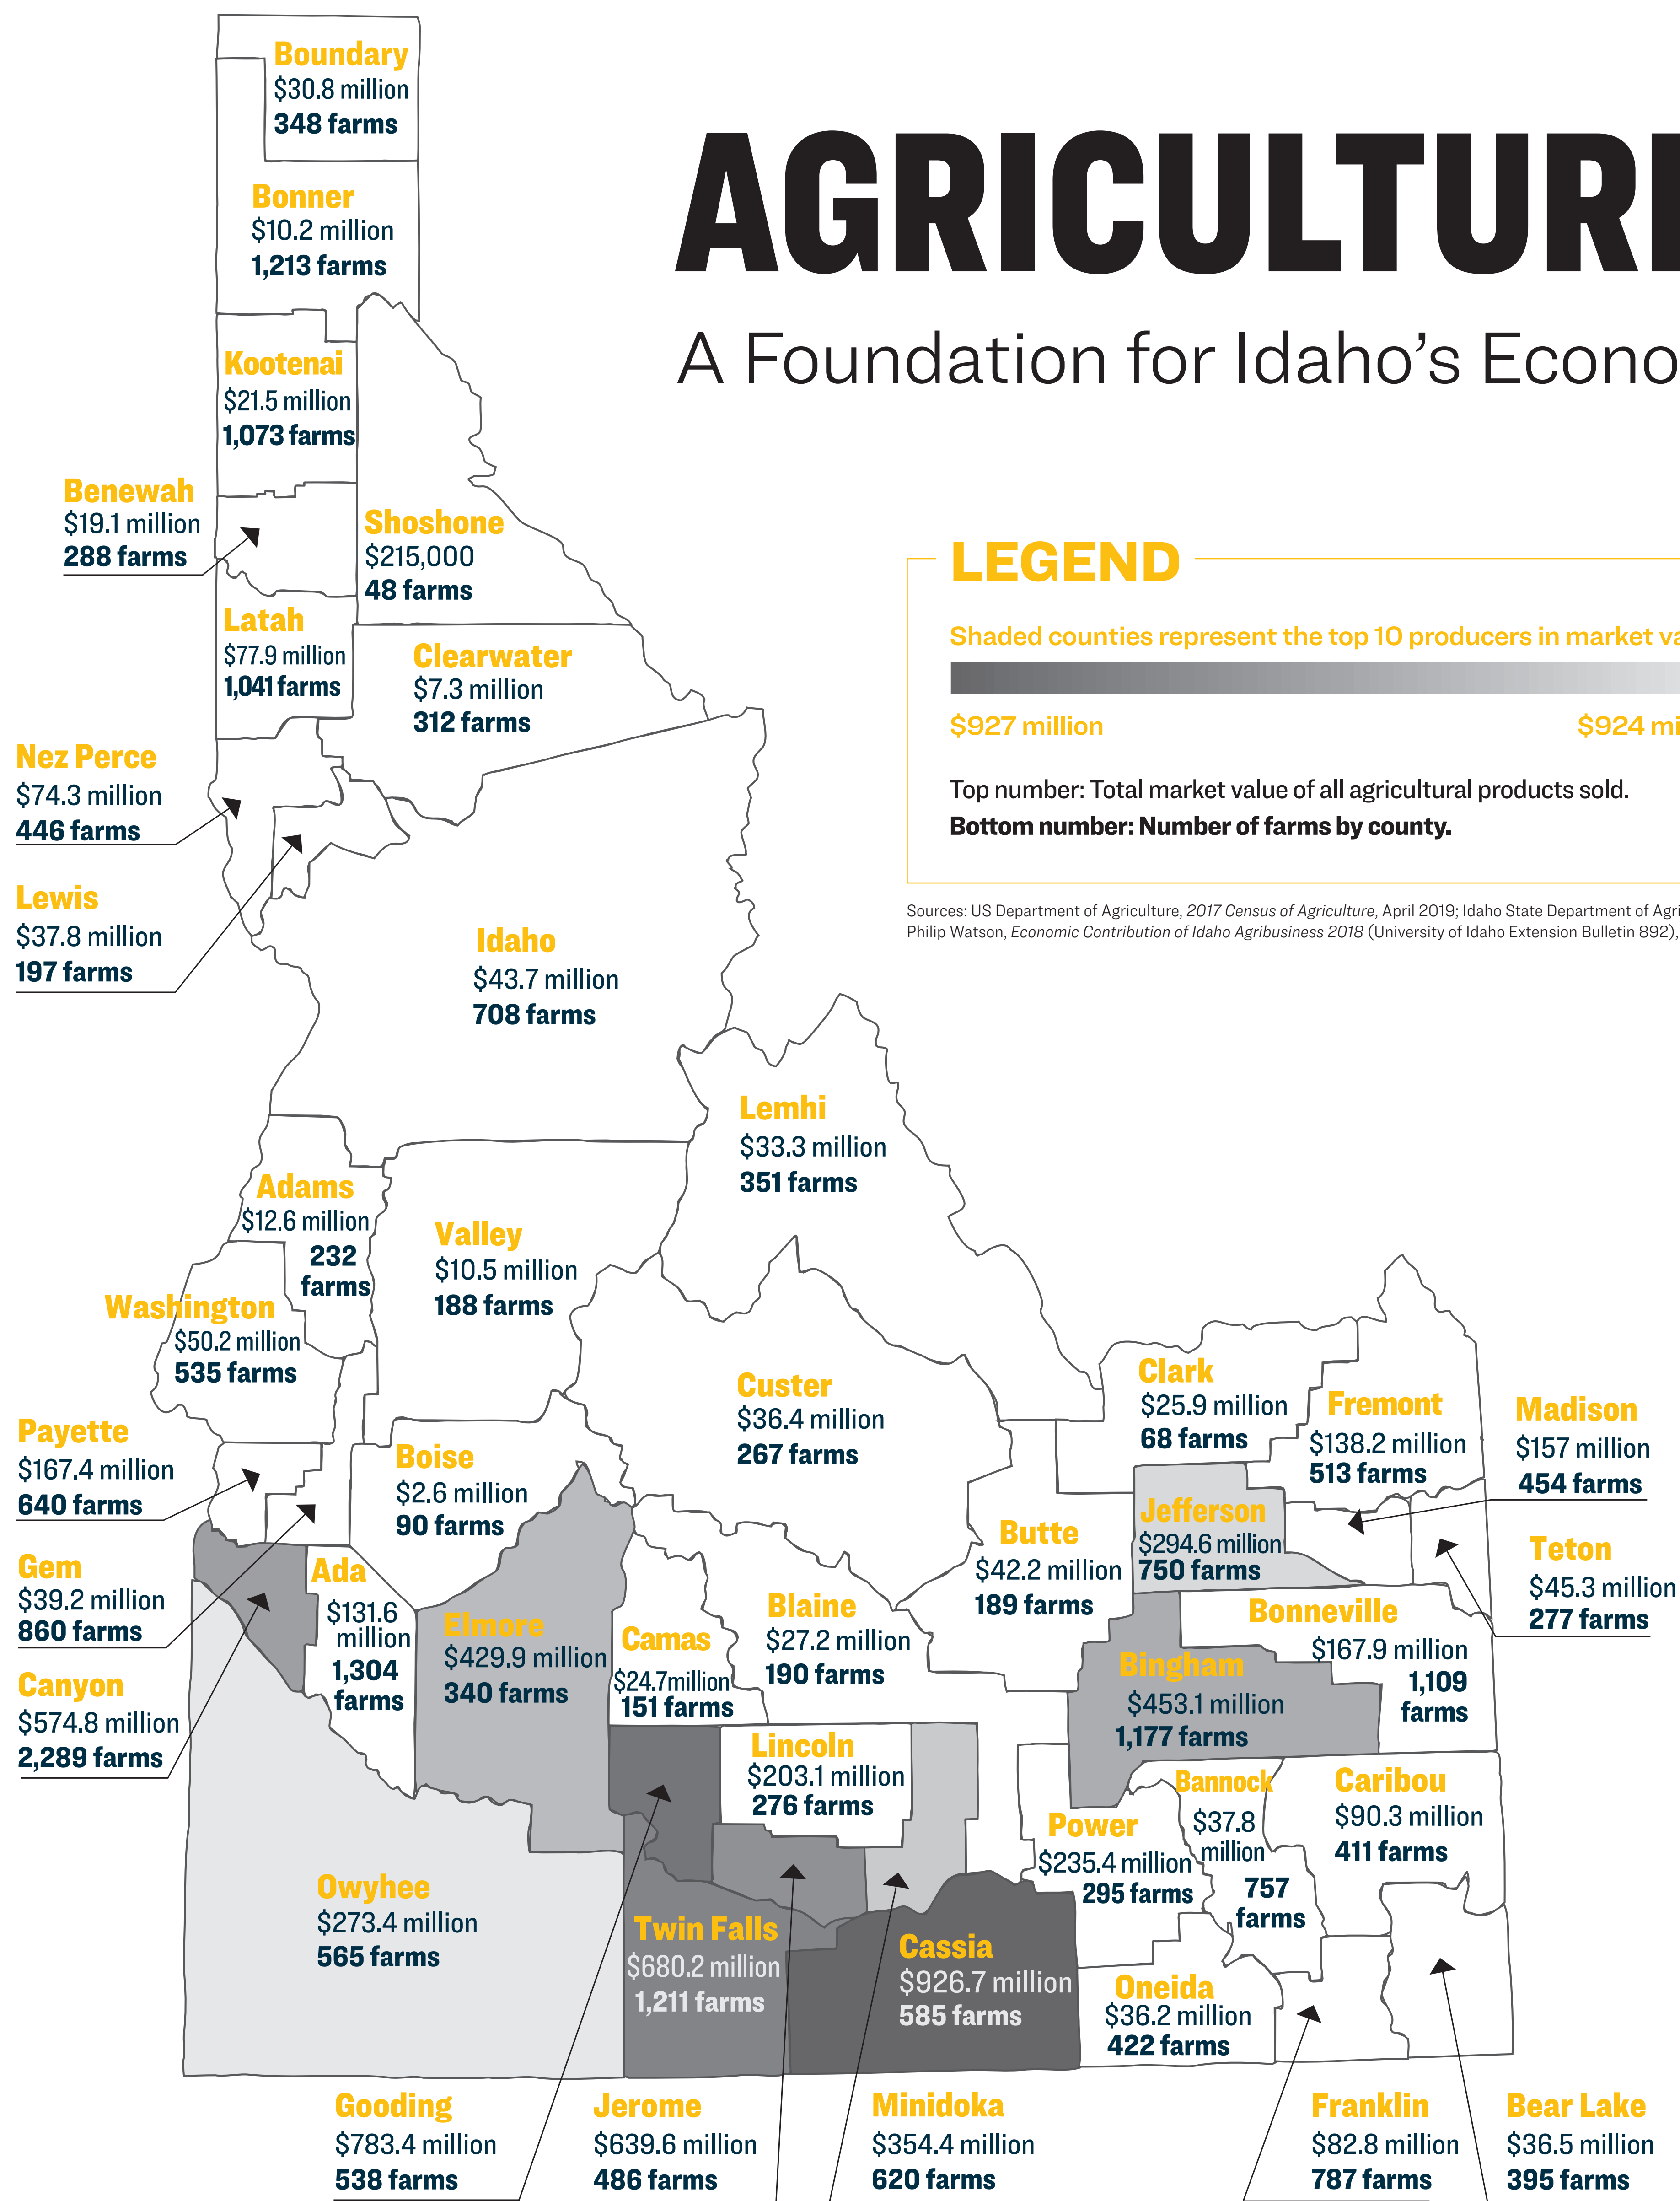 Boundary
$30.8 million
348 farms
Bonner
$10.2 million
1,213 farms
AGRICULTUR
A Foundation for Idaho’s Econo
Kootenai
$21.5 million
1,073 farms
Benewah
$19.1 million
288 farms
Shoshone
$215,000
48 farms
LEGEND
Shaded counties represent the top 10 producers in market va
$927 million
$924 mi
Top number: Total market value of all agricultural products sold.
Bottom number: Number of farms by county.
Sources: US Department of Agriculture, 2017 Census of Agriculture, April 2019; Idaho State Department of Agri
Philip Watson, Economic Contribution of Idaho Agribusiness 2018 (University of Idaho Extension Bulletin 892),
Latah
$77.9 million
1,041 farms
Clearwater
$7.3 million
312 farms
Nez Perce
$74.3 million
446 farms
Lewis
$37.8 million
197 farms
Idaho
$43.7 million
708 farms
Lemhi
$33.3 million
351 farms
Adams
$12.6 million
232
farms
Valley
$10.5 million
188 farms
Washington
$50.2 million
535 farms
Custer
$36.4 million
267 farms
Clark
$25.9 million
68 farms
Fremont
$138.2 million
513 farms
Madison
$157 million
454 farms
Payette
$167.4 million
640 farms
Boise
$2.6 million
90 farms
Butte
$42.2 million
189 farms
Jefferson
$294.6 million
750 farms
Teton
$45.3 million
277 farms
Gem
$39.2 million
860 farms
Ada
$131.6
million
1,304
farms
Elmore
$429.9 million
340 farms
Camas
$24.7million
151 farms
Blaine
$27.2 million
190 farms
Bonneville
$167.9 million
1,109
farms
Bingham
$453.1 million
1,177 farms
Canyon
$574.8 million
2,289 farms
Lincoln
$203.1 million
276 farms
Bannock
$37.8
million
757
farms
Caribou
$90.3 million
411 farms
Power
$235.4 million
295 farms
Owyhee
$273.4 million
565 farms
Twin Falls
$680.2 million
1,211 farms
Cassia
$926.7 million
585 farms
Oneida
$36.2 million
422 farms
Gooding
$783.4 million
538 farms
Jerome
$639.6 million
486 farms
Minidoka
$354.4 million
620 farms
Franklin
$82.8 million
787 farms
Bear Lake
$36.5 million
395 farms